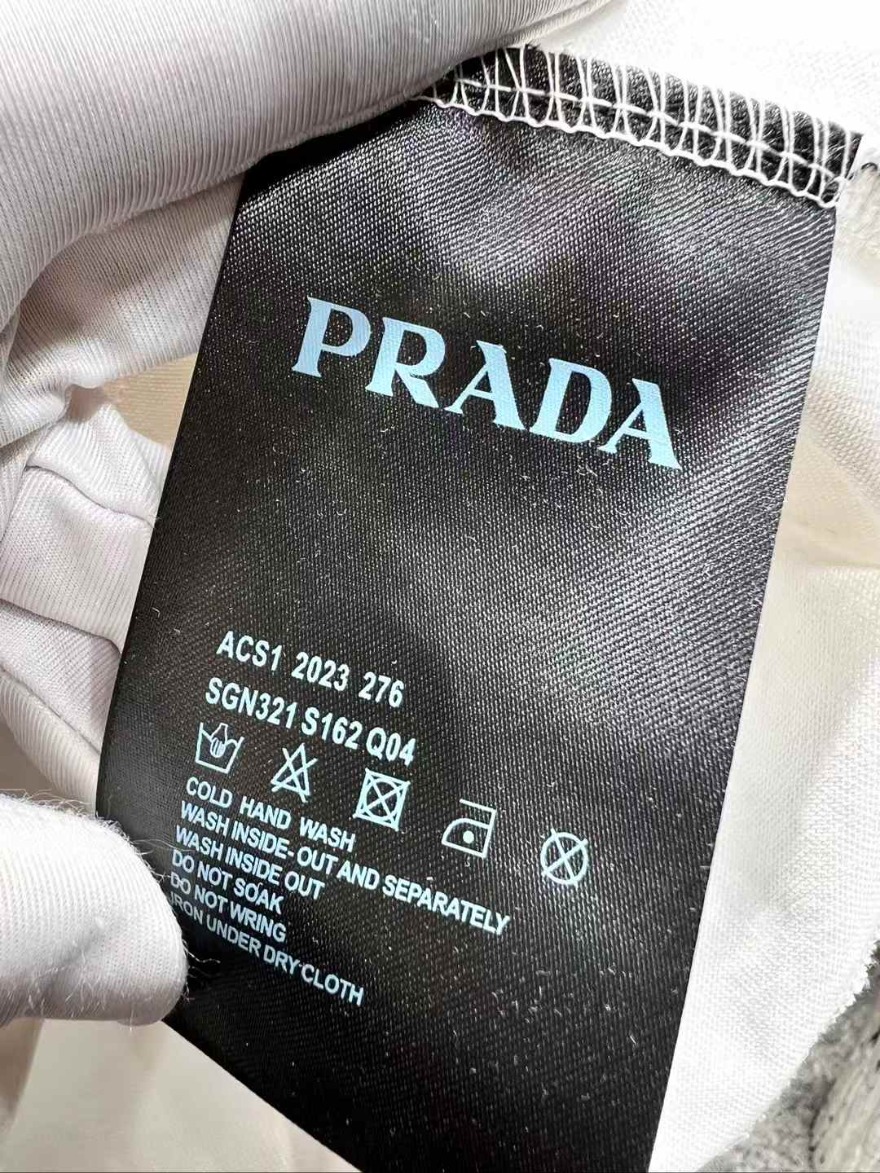 PRADA
ACS1 2023 276
SGN321 S162 Q04
COLD HAND WASH
WASH INSIDE-OUT AND SEPARATELY
WASH INSIDE OUT
DO NOT SOAK
DO NOT WRING
IRON UNDER DRY CLOTH